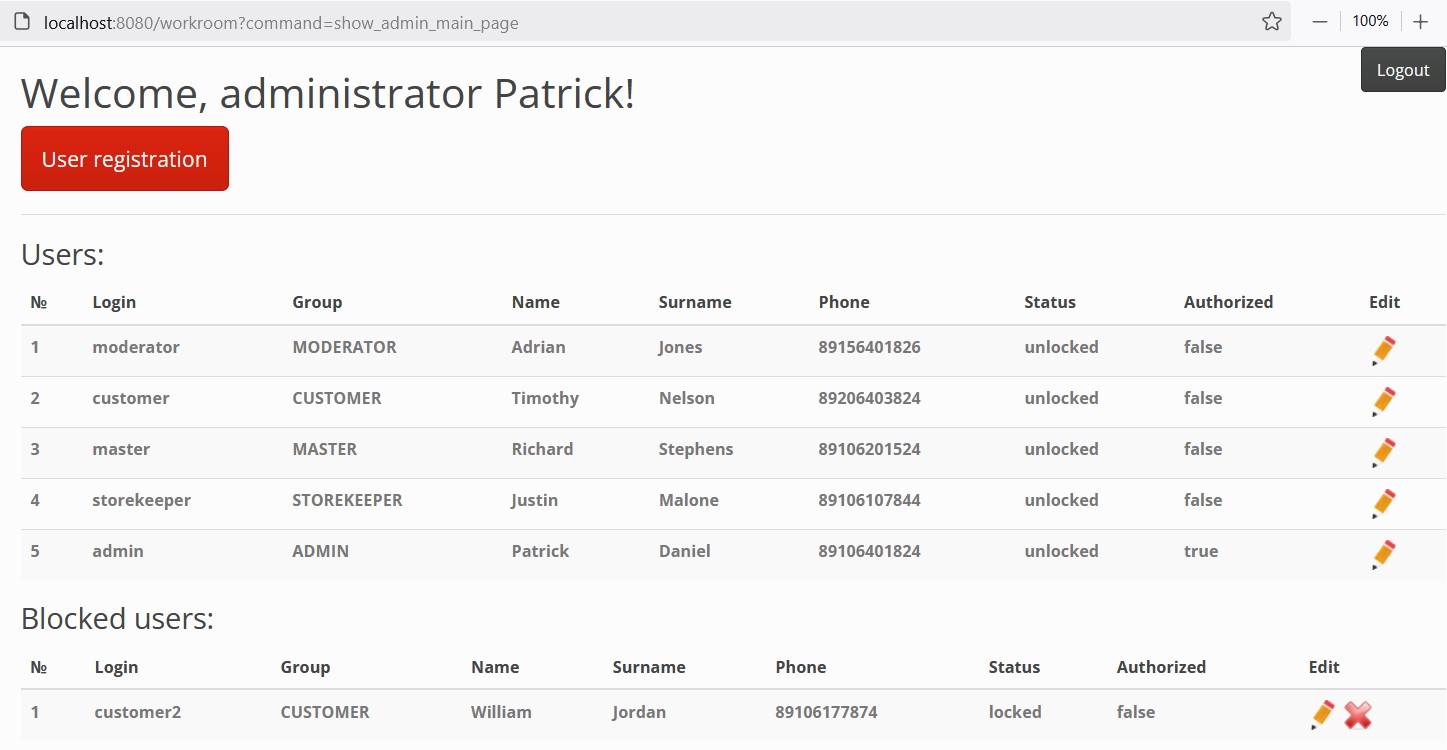 localhost:8080/workroom?command=show_admin_main_page 100%
Logout
Welcome, administrator Patrick!
User registration
Users:
№ Login Group Name Surname Phone Status Authorized Edit
1 moderator MODERATOR Adrian Jones 89156401826 unlocked false
2 customer CUSTOMER Timothy Nelson 89206403824 unlocked false
3 master MASTER Richard Stephens 89106201524 unlocked false
4 storekeeper STOREKEEPER Justin Malone 89106107844 unlocked false
5 admin ADMIN Patrick Daniel 89106401824 unlocked true
Blocked users:
№ Login Group Name Surname Phone Status Authorized Edit
1 customer2 CUSTOMER William Jordan 89106177874 locked false